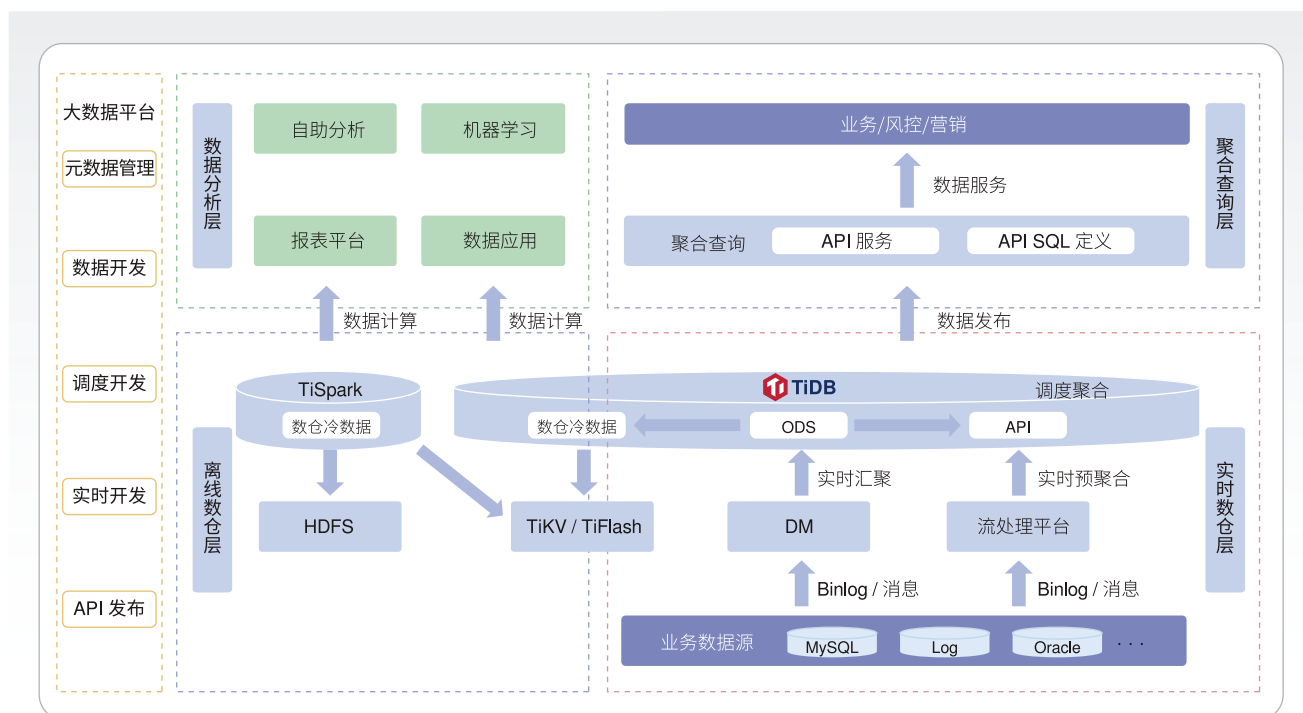 大数据平台
元数据管理
数据开发
调度开发
实时开发
API 发布
数据分析层
自助分析
机器学习
报表平台
数据应用
数据计算
数据计算
业务/风控/营销
数据服务
聚合查询
API 服务
API SQL 定义
聚合查询层
数据发布
离线数仓层
TiSpark
数仓冷数据
HDFS
TiKV / TiFlash
Ti TiDB
调度聚合
数仓冷数据
ODS
API
实时汇聚
实时预聚合
DM
流处理平台
Binlog / 消息
Binlog / 消息
业务数据源
MySQL
Log
Oracle
· · ·
实时数仓层